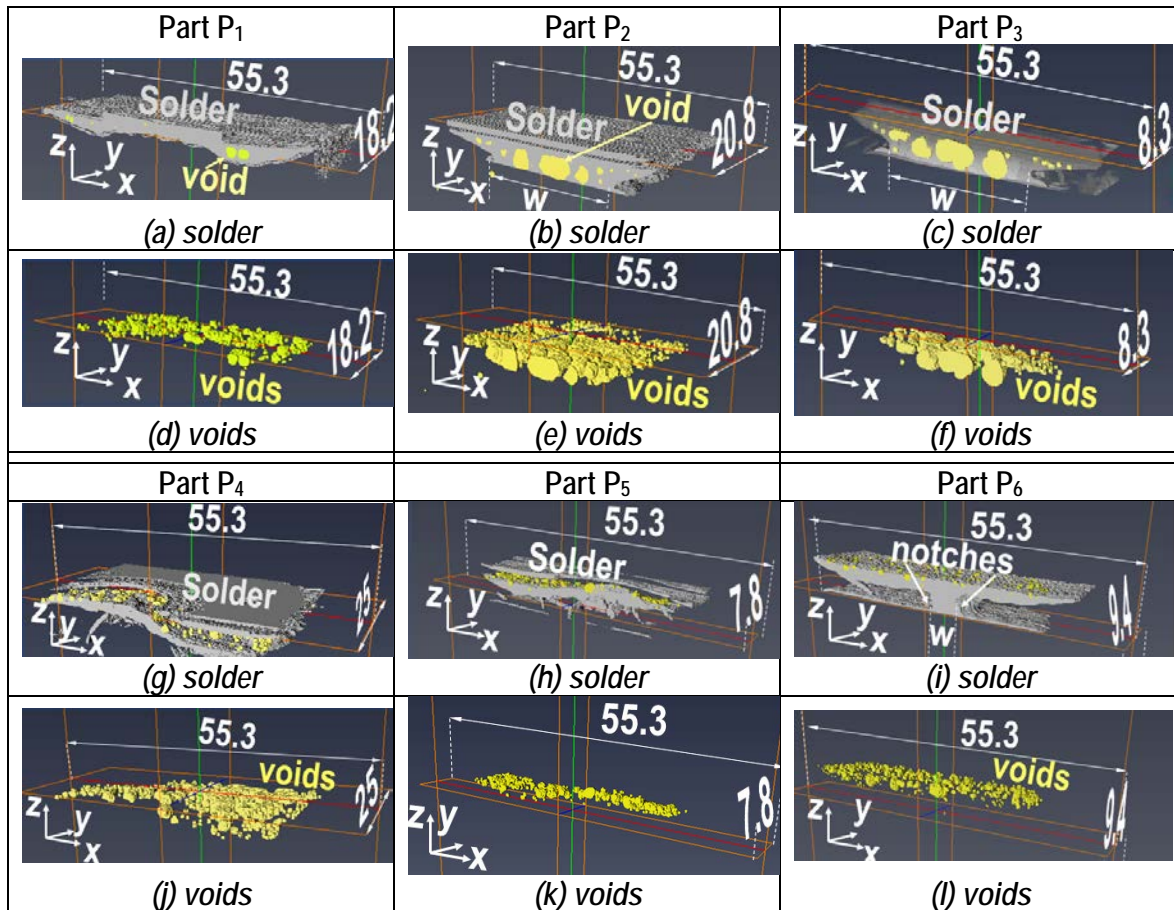 Part P₁
Part P₂
Part P₃
55.3
Solder
18.2
void
z
y
x
55.3
void
Solder
20.8
z
y
x
w
55.3
Solder
8.3
z
y
x
w
(a) solder
(b) solder
(c) solder
55.3
18.2
z
y
x
voids
55.3
20.8
z
y
x
voids
55.3
8.3
z
y
x
voids
(d) voids
(e) voids
(f) voids
Part P₄
Part P₅
Part P₆
55.3
Solder
25
z
y
x
55.3
Solder
7.8
z
y
x
55.3
notches
9.4
z
y
x
w
(g) solder
(h) solder
(i) solder
55.3
voids
25
z
y
x
55.3
7.8
z
y
x
55.3
voids
9.4
z
y
x
(j) voids
(k) voids
(l) voids